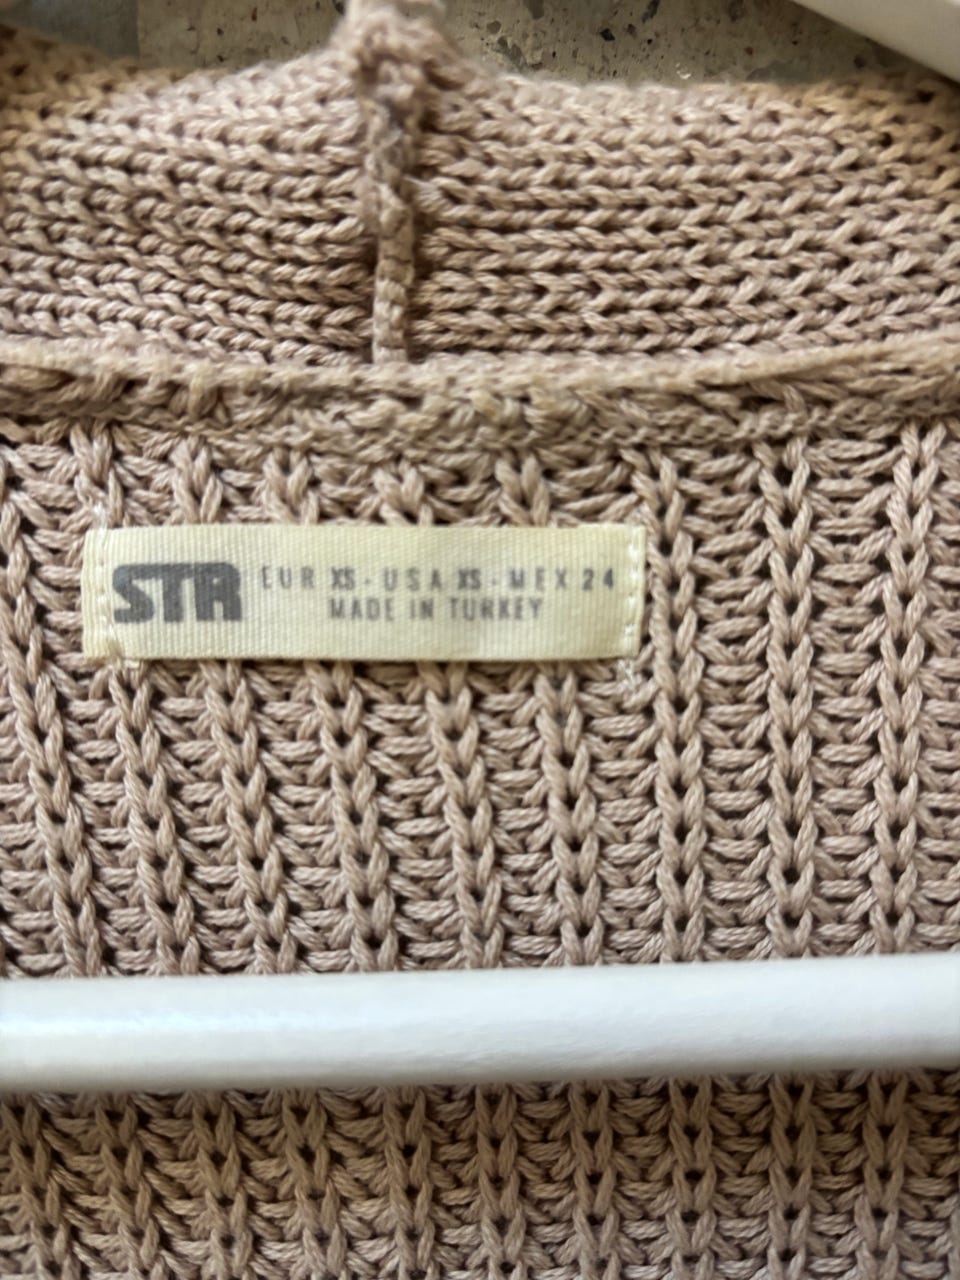 STR
EUR XS - USA XS - MEX 24
MADE IN TURKEY